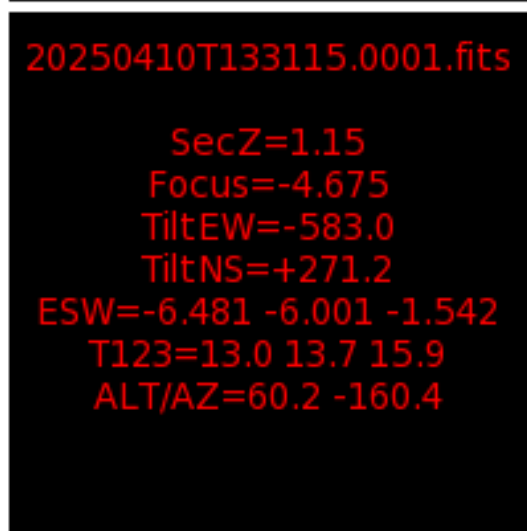 20250410T133115.0001.fits
SecZ=1.15
Focus=-4.675
TiltEW=-583.0
TiltNS=+271.2
ESW=-6.481 -6.001 -1.542
T123=13.0 13.7 15.9
ALT/AZ=60.2 -160.4